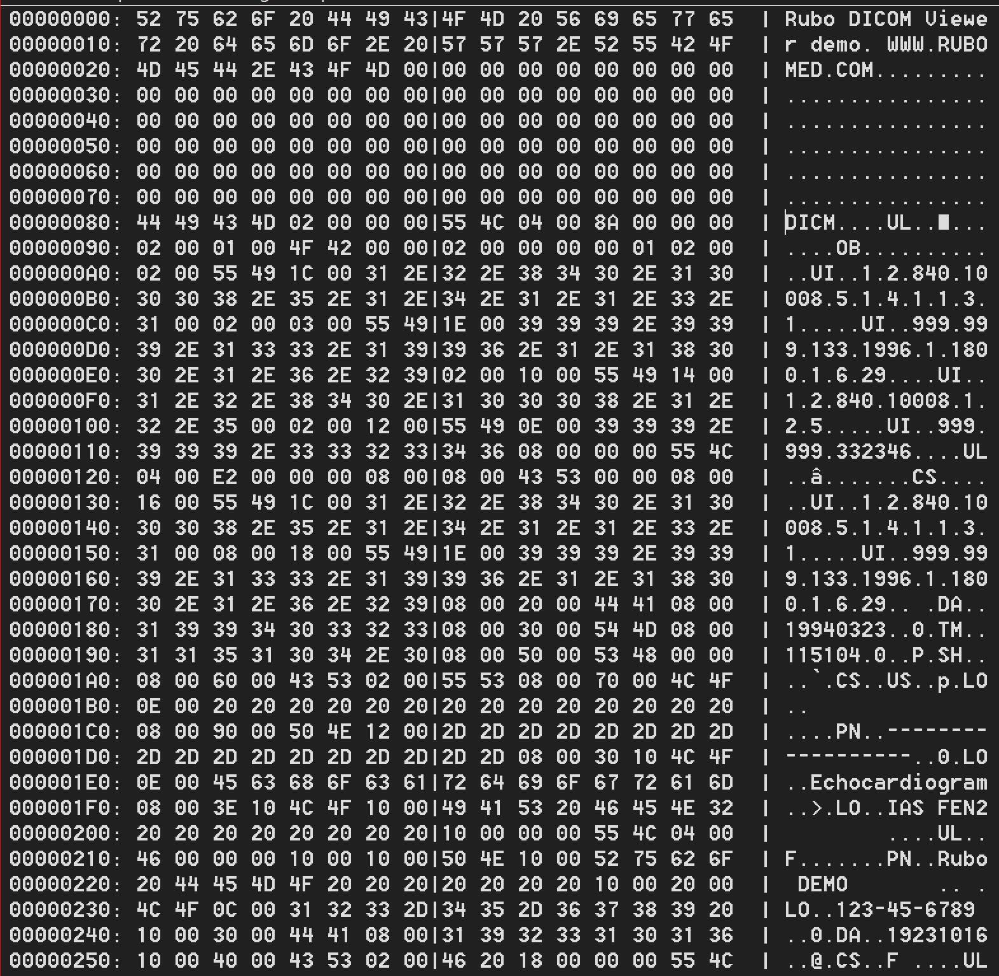 00000000: 52 75 62 6F 20 44 49 43|4F 4D 20 56 69 65 77 65 | Rubo DICOM Viewe
00000010: 72 20 64 65 6D 6F 2E 20|57 57 57 2E 52 55 42 4F | r demo. WWW.RUBO
00000020: 4D 45 44 2E 43 4F 4D 00|00 00 00 00 00 00 00 00 | MED.COM.........
00000030: 00 00 00 00 00 00 00 00|00 00 00 00 00 00 00 00 | ................
00000040: 00 00 00 00 00 00 00 00|00 00 00 00 00 00 00 00 | ................
00000050: 00 00 00 00 00 00 00 00|00 00 00 00 00 00 00 00 | ................
00000060: 00 00 00 00 00 00 00 00|00 00 00 00 00 00 00 00 | ................
00000070: 00 00 00 00 00 00 00 00|00 00 00 00 00 00 00 00 | ................
00000080: 44 49 43 4D 02 00 00 00|55 4C 04 00 8A 00 00 00 | DICM....UL..■...
00000090: 02 00 01 00 4F 42 00 00|02 00 00 00 00 01 02 00 | ....OB..........
000000A0: 02 00 55 49 1C 00 31 2E|32 2E 38 34 30 2E 31 30 | ..UI..1.2.840.10
000000B0: 30 30 38 2E 35 2E 31 2E|34 2E 31 2E 31 2E 33 2E | 008.5.1.4.1.1.3.
000000C0: 31 00 02 00 03 00 55 49|1E 00 39 39 39 2E 39 39 | 1.....UI..999.99
000000D0: 39 2E 31 33 33 2E 31 39|39 36 2E 31 2E 31 38 30 | 9.133.1996.1.180
000000E0: 30 2E 31 2E 36 2E 32 39|02 00 10 00 55 49 14 00 | 0.1.6.29....UI..
000000F0: 31 2E 32 2E 38 34 30 2E|31 30 30 30 38 2E 31 2E | 1.2.840.10008.1.
00000100: 32 2E 35 00 02 00 12 00|55 49 0E 00 39 39 39 2E | 2.5.....UI..999.
00000110: 39 39 39 2E 33 33 32 33|34 36 08 00 00 00 55 4C | 999.332346....UL
00000120: 04 00 E2 00 00 00 08 00|08 00 43 53 00 00 08 00 | ..â.......CS....
00000130: 16 00 55 49 1C 00 31 2E|32 2E 38 34 30 2E 31 30 | ..UI..1.2.840.10
00000140: 30 30 38 2E 35 2E 31 2E|34 2E 31 2E 31 2E 33 2E | 008.5.1.4.1.1.3.
00000150: 31 00 08 00 18 00 55 49|1E 00 39 39 39 2E 39 39 | 1.....UI..999.99
00000160: 39 2E 31 33 33 2E 31 39|39 36 2E 31 2E 31 38 30 | 9.133.1996.1.180
00000170: 30 2E 31 2E 36 2E 32 39|08 00 20 00 44 41 08 00 | 0.1.6.29.. .DA..
00000180: 31 39 39 34 30 33 32 33|08 00 30 00 54 4D 08 00 | 19940323..0.TM..
00000190: 31 31 35 31 30 34 2E 30|08 00 50 00 53 48 00 00 | 115104.0..P.SH..
000001A0: 08 00 60 00 43 53 02 00|55 53 08 00 70 00 4C 4F | ..`.CS..US..p.LO
000001B0: 0E 00 20 20 20 20 20 20|20 20 20 20 20 20 20 20 | ..
000001C0: 08 00 90 00 50 4E 12 00|2D 2D 2D 2D 2D 2D 2D 2D | ....PN..--------
000001D0: 2D 2D 2D 2D 2D 2D 2D 2D|2D 2D 08 00 30 10 4C 4F | ----------..0.LO
000001E0: 0E 00 45 63 68 6F 63 61|72 64 69 6F 67 72 61 6D | ..Echocardiogram
000001F0: 08 00 3E 10 4C 4F 10 00|49 41 53 20 46 45 4E 32 | ..>.LO..IAS FEN2
00000200: 20 20 20 20 20 20 20 20|10 00 00 00 55 4C 04 00 |         ....UL..
00000210: 46 00 00 00 10 00 10 00|50 4E 10 00 52 75 62 6F | F.......PN..Rubo
00000220: 20 44 45 4D 4F 20 20 20|20 20 20 20 10 00 20 00 |  DEMO       .. .
00000230: 4C 4F 0C 00 31 32 33 2D|34 35 2D 36 37 38 39 20 | LO..123-45-6789
00000240: 10 00 30 00 44 41 08 00|31 39 32 33 31 30 31 36 | ..0.DA..19231016
00000250: 10 00 40 00 43 53 02 00|46 20 18 00 00 00 55 4C | ..@.CS..F ....UL